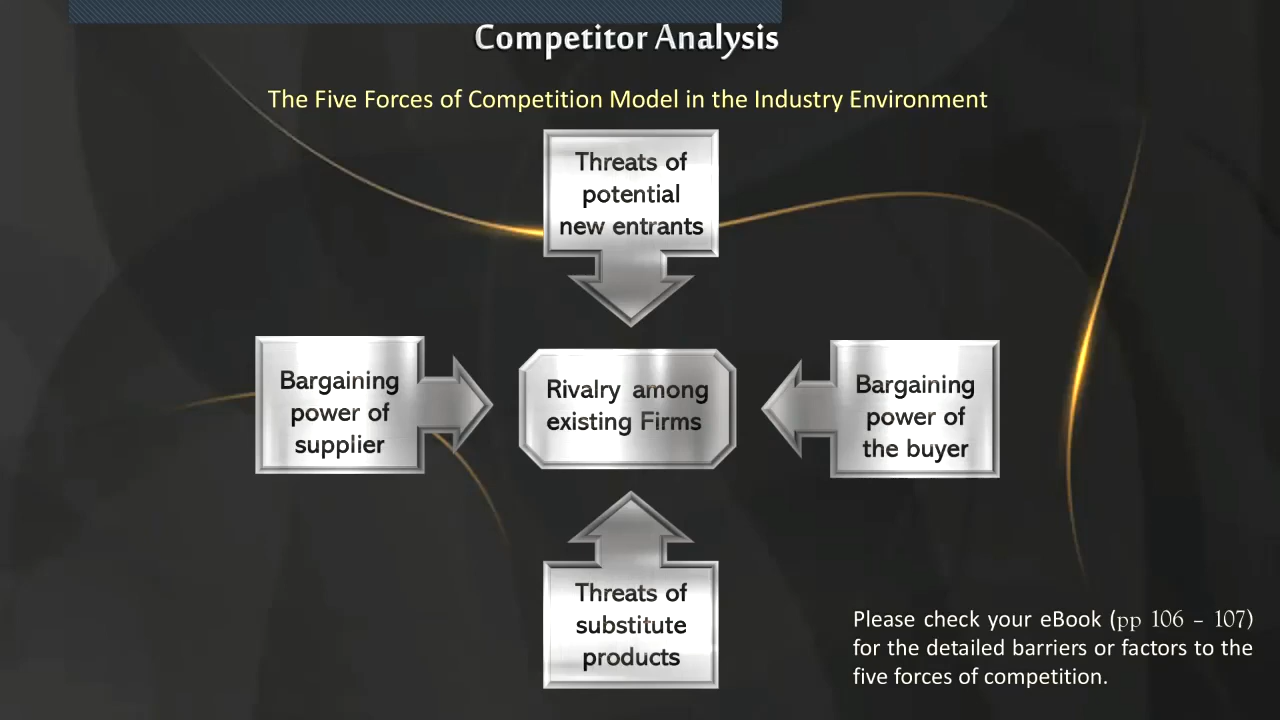 Competitor Analysis
The Five Forces of Competition Model in the Industry Environment
Threats of
potential
new entrants
Bargaining
power of
supplier
Rivalry among
existing Firms
Bargaining
power of
the buyer
Threats of
substitute
products
Please check your eBook (pp 106 – 107)
for the detailed barriers or factors to the
five forces of competition.